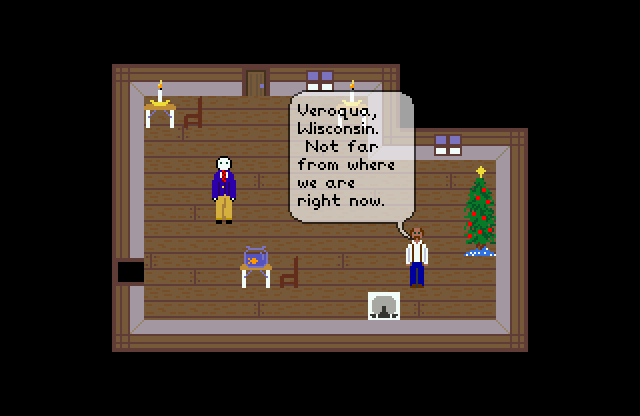 Veroqua,
Wisconsin.
Not far
from where
we are
right now.